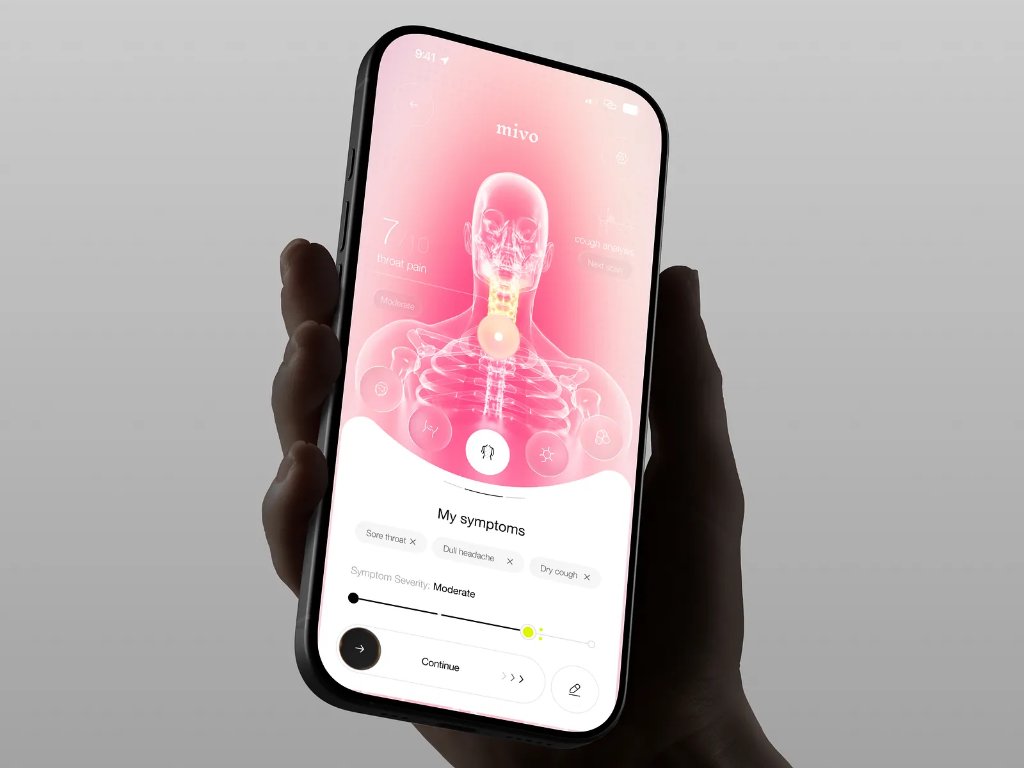 9:41
mivo
7/10
throat pain
Moderate
cough analysis
Next scan
My symptoms
Sore throat
Dull headache
Dry cough
Symptom Severity: Moderate
Continue